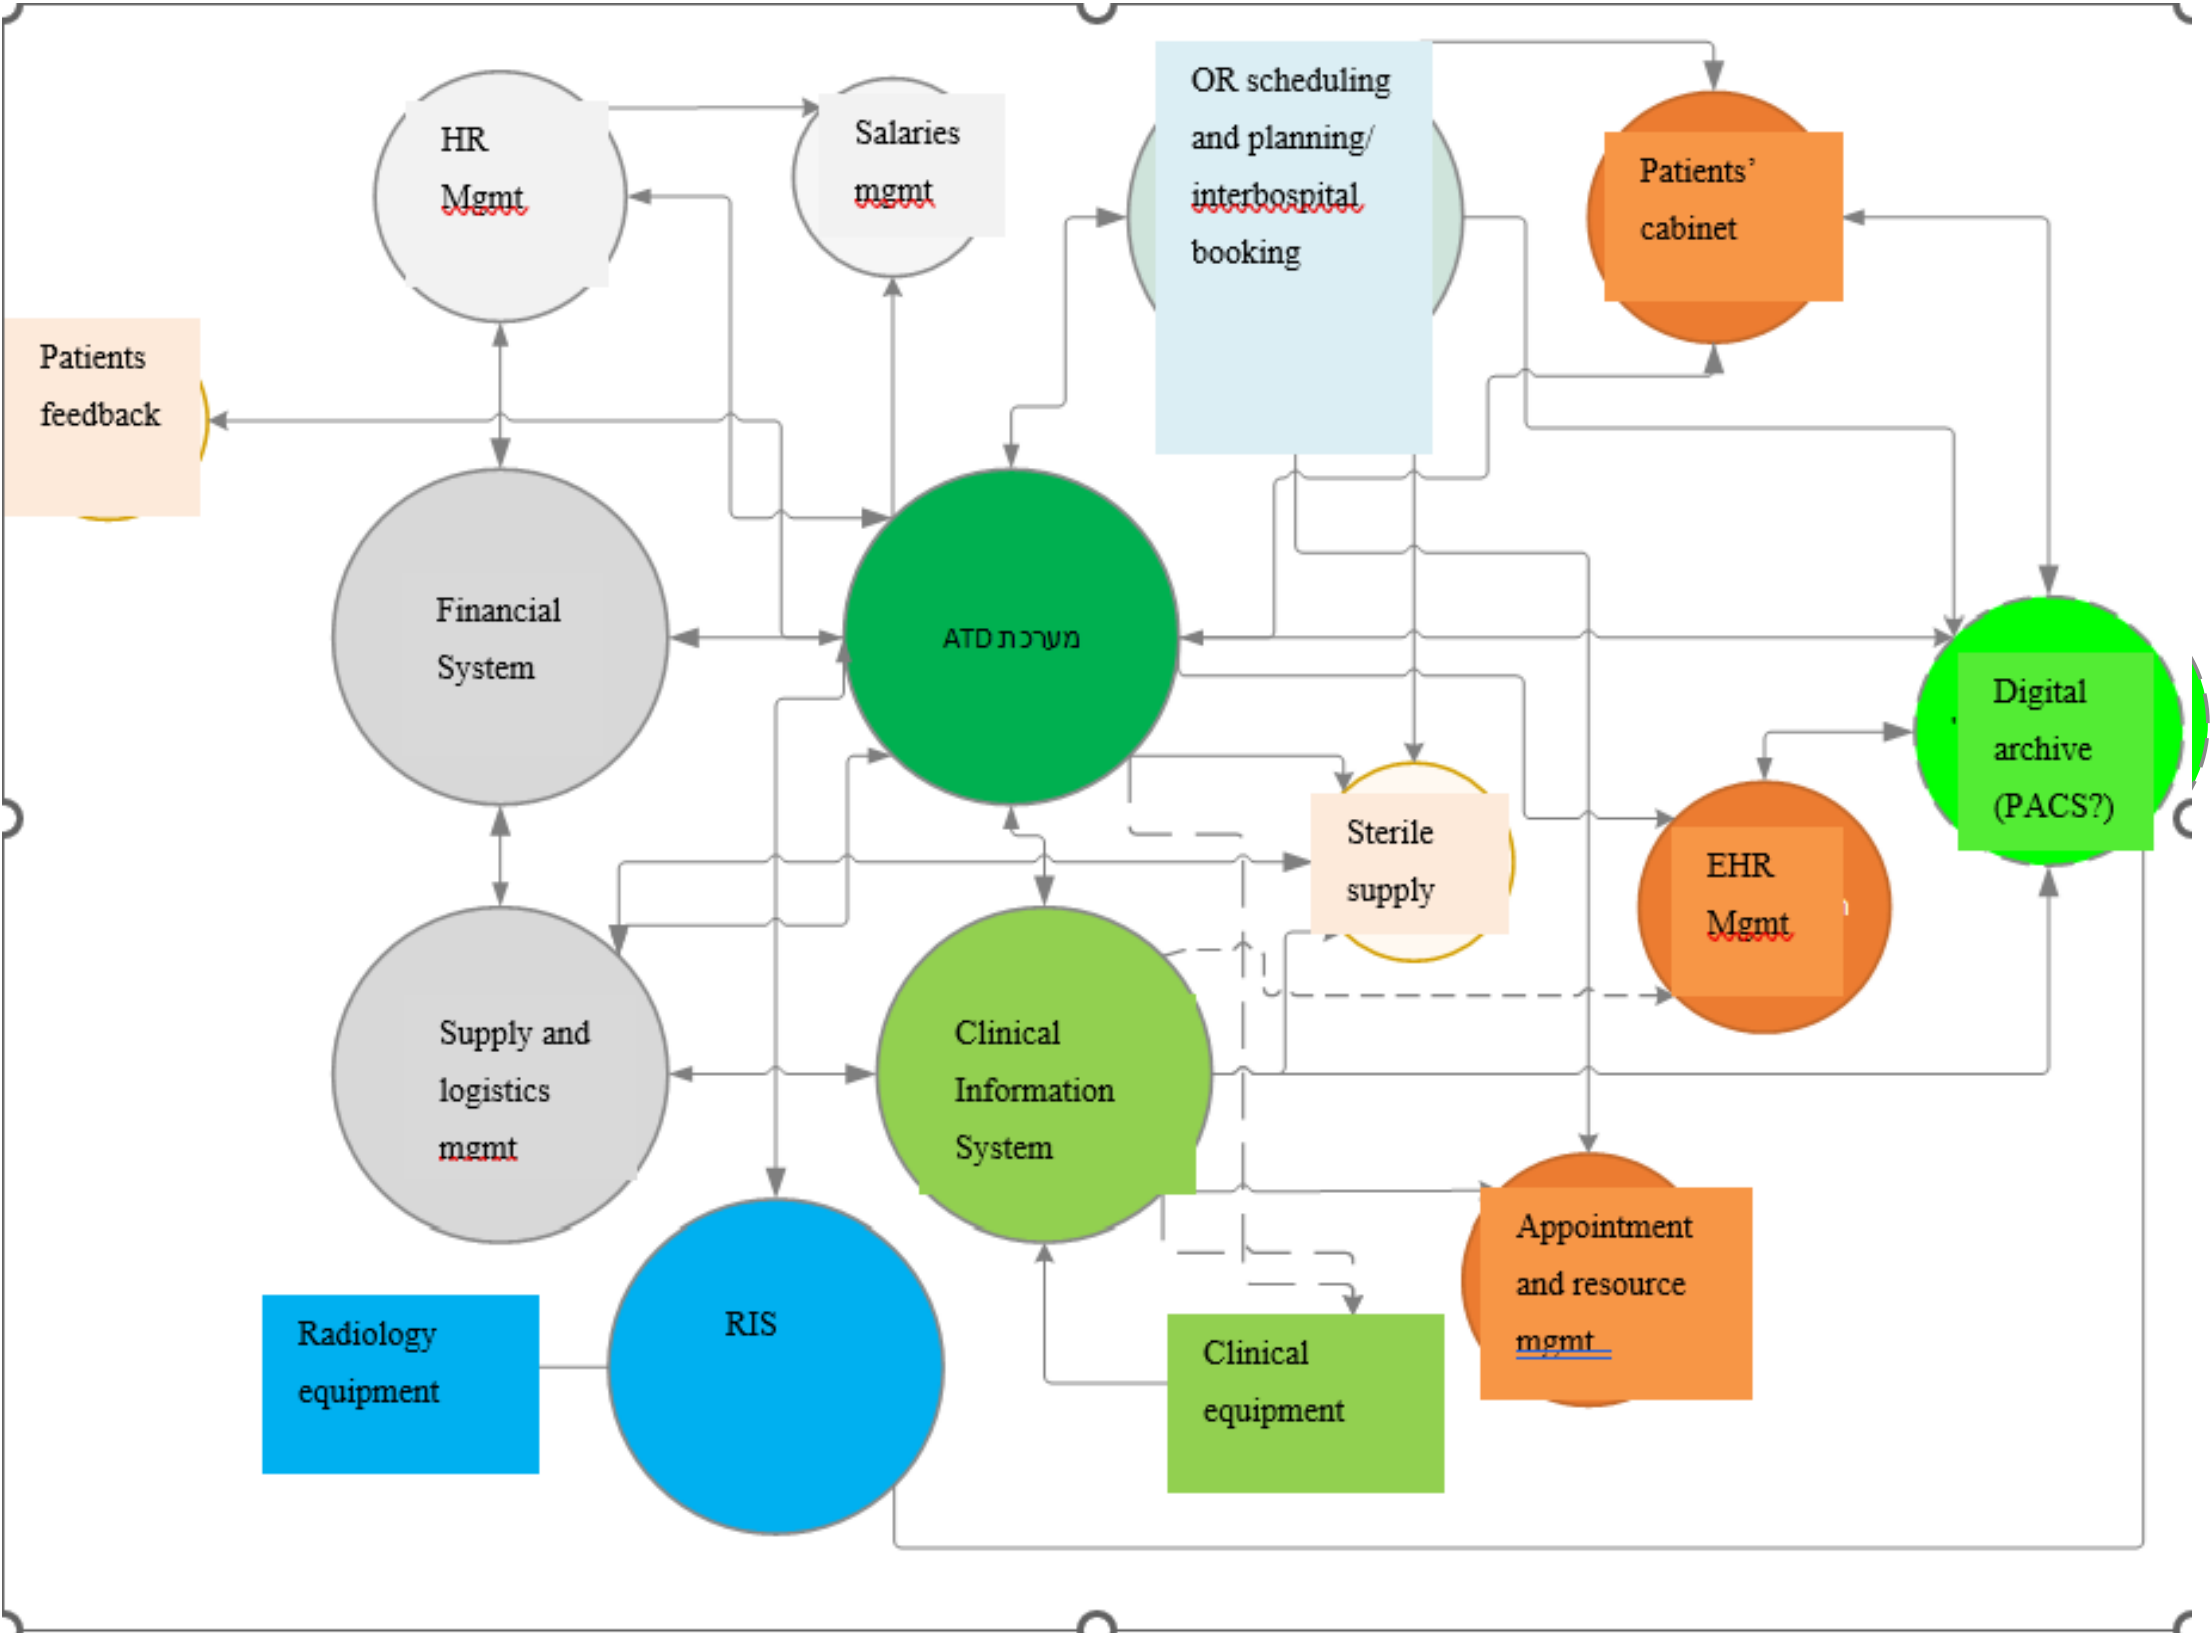 HR
Mgmt
Salaries
mgmt
OR scheduling
and planning/
interbospital
booking
Patients’
cabinet
Patients
feedback
Financial
System
מערכת ATD
Digital
archive
(PACS?)
Sterile
supply
EHR
Mgmt
Supply and
logistics
mgmt
Clinical
Information
System
Appointment
and resource
mgmt
RIS
Radiology
equipment
Clinical
equipment